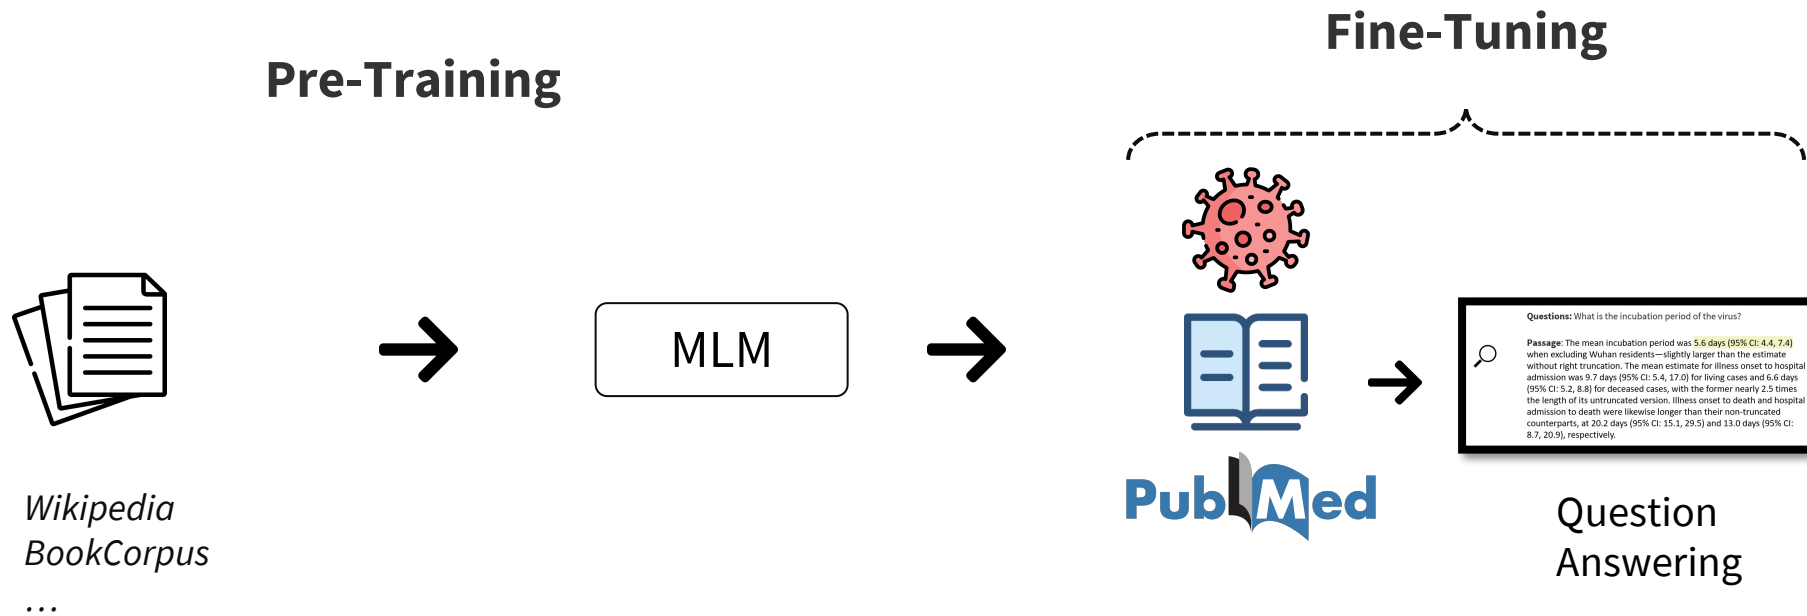 Pre-Training
Fine-Tuning
MLM
Wikipedia
BookCorpus
...
PubMed
Questions: What is the incubation period of the virus?
Passage: The mean incubation period was 5.6 days (95% CI: 4.4, 7.4)
when excluding Wuhan residents—slightly larger than the estimate
without right truncation. The mean estimate for illness onset to hospital
admission was 9.7 days (95% CI: 5.4, 17.0) for living cases and 6.6 days
(95% CI: 5.2, 8.8) for deceased cases, with the former nearly 2.5 times
the length of its untruncated version. Illness onset to death and hospital
admission to death were likewise longer than their non-truncated
counterparts, at 20.2 days (95% CI: 15.1, 29.5) and 13.0 days (95% CI:
8.7, 20.9), respectively.
Question
Answering